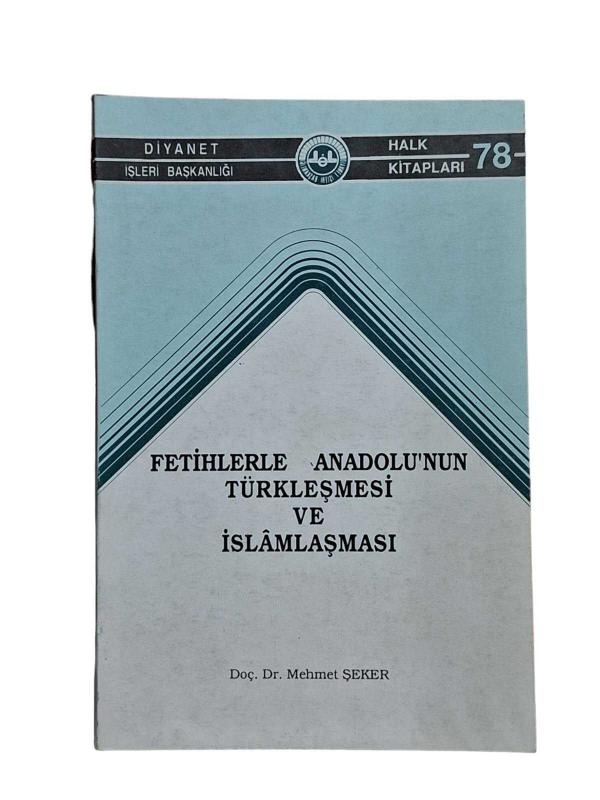 DİYANET
İŞLERİ BAŞKANLIĞI
HALK
KİTAPLARI 78
FETİHLERLE ANADOLU'NUN
TÜRKLEŞMESİ
VE
İSLÂMLAŞMASI
Doç. Dr. Mehmet ŞEKER